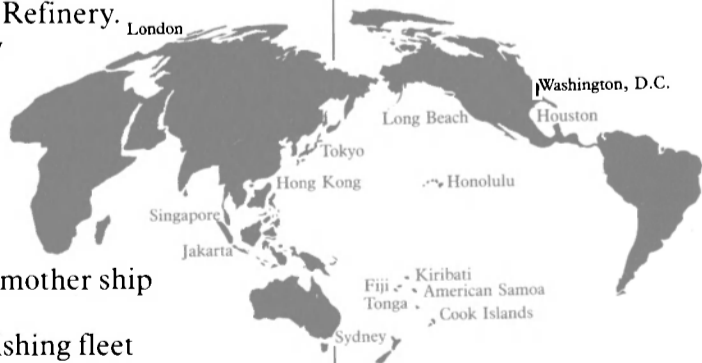 Refinery.
London
Washington, D.C.
Long Beach
Houston
Tokyo
Hong Kong
Honolulu
Singapore
Jakarta
mother ship
Kiribati
Fiji
American Samoa
Tonga
Cook Islands
Sydney
shing fleet